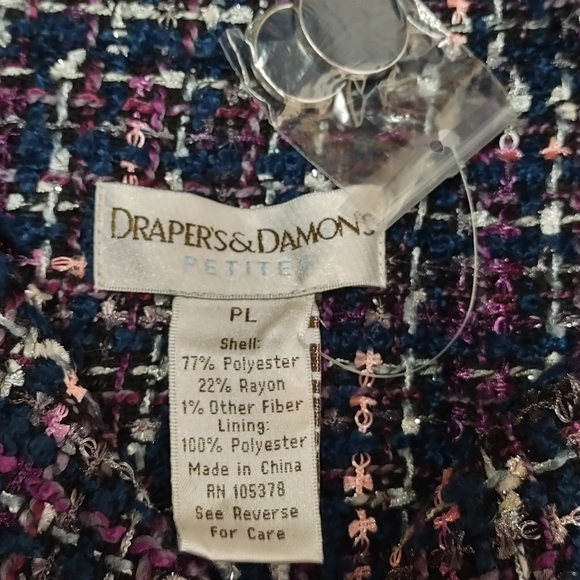 DRAPER'S & DAMON'S
PETITE
PL
Shell:
77% Polyester
22% Rayon
1% Other Fiber
Lining:
100% Polyester
Made in China
RN 105378
See Reverse
For Care